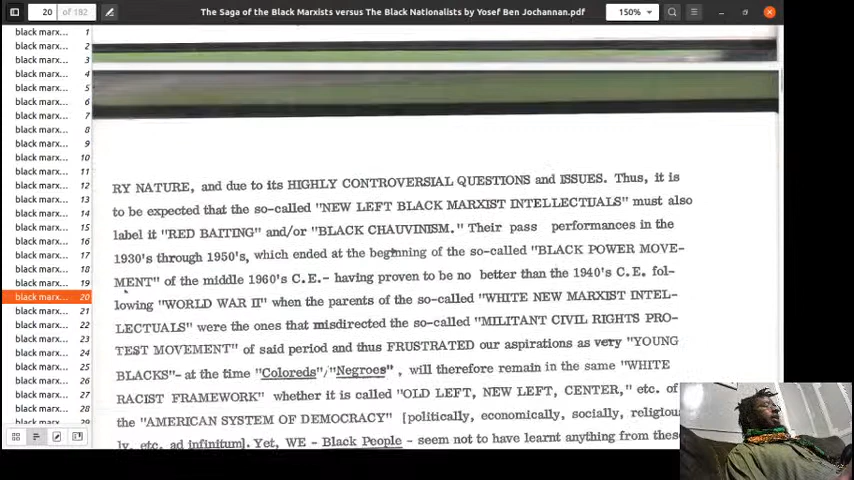 20 of 182
The Saga of the Black Marxists versus The Black Nationalists by Yosef Ben Jochannan.pdf
150%
black marx... 1
black marx... 2
black marx... 3
black marx... 4
black marx... 5
black marx... 6
black marx... 7
black marx... 8
black marx... 9
black marx... 10
black marx... 11
black marx... 12
black marx... 13
black marx... 14
black marx... 15
black marx... 16
black marx... 17
black marx... 18
black marx... 19
black marx... 20
black marx... 21
black marx... 22
black marx... 23
black marx... 24
black marx... 25
black marx... 26
black marx... 27
black marx... 28
black marx... 29
RY NATURE, and due to its HIGHLY CONTROVERSIAL QUESTIONS and ISSUES. Thus, it is
to be expected that the so-called "NEW LEFT BLACK MARXIST INTELLECTUALS" must also
label it "RED BAITING" and/or "BLACK CHAUVINISM." Their pass performances in the
1930's through 1950's, which ended at the beginning of the so-called "BLACK POWER MOVE-
MENT" of the middle 1960's C.E.- having proven to be no better than the 1940's C.E. fol-
lowing "WORLD WAR II" when the parents of the so-called "WHITE NEW MARXIST INTEL-
LECTUALS" were the ones that misdirected the so-called "MILITANT CIVIL RIGHTS PRO-
TEST MOVEMENT" of said period and thus FRUSTRATED our aspirations as very "YOUNG
BLACKS"- at the time "Coloreds"/"Negroes", will therefore remain in the same "WHITE
RACIST FRAMEWORK" whether it is called "OLD LEFT, NEW LEFT, CENTER," etc. of
the "AMERICAN SYSTEM OF DEMOCRACY" [politically, economically, socially, religiou
ly, etc. ad infinitum]. Yet, WE - Black People - seem not to have learnt anything from these